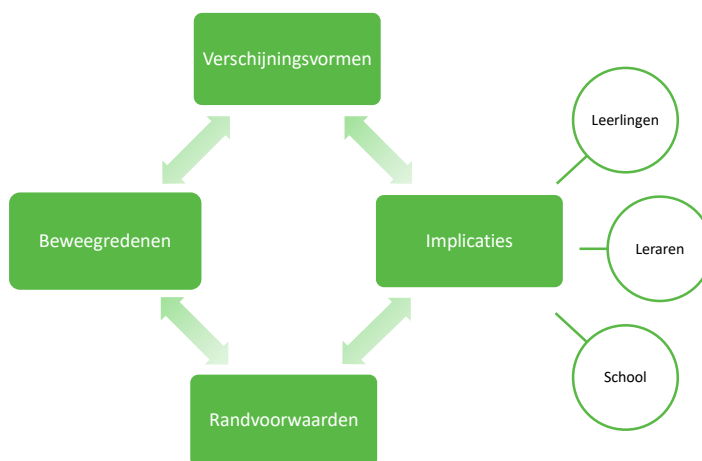 Verschijningsvormen
Leerlingen
Beweegredenen
Implicaties
Leraren
School
Randvoorwaarden